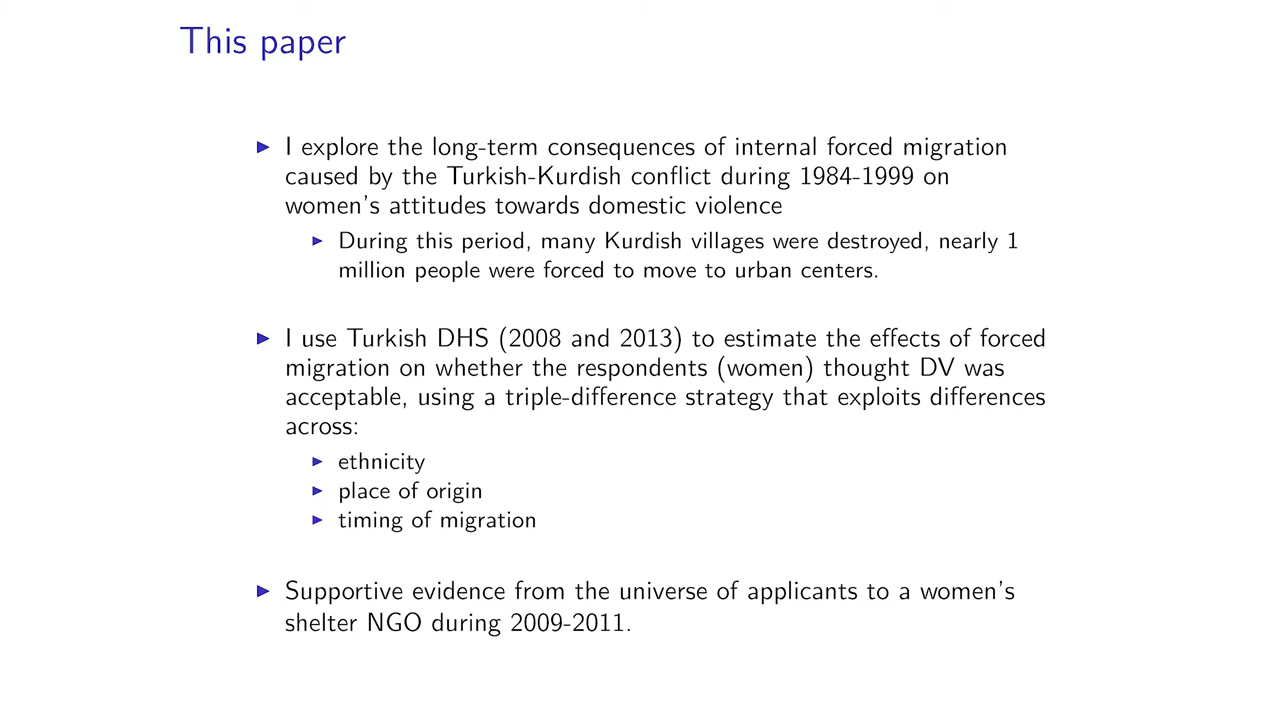 This paper
I explore the long-term consequences of internal forced migration
caused by the Turkish-Kurdish conflict during 1984-1999 on
women's attitudes towards domestic violence
During this period, many Kurdish villages were destroyed, nearly 1
million people were forced to move to urban centers.
I use Turkish DHS (2008 and 2013) to estimate the effects of forced
migration on whether the respondents (women) thought DV was
acceptable, using a triple-difference strategy that exploits differences
across:
ethnicity
place of origin
timing of migration
Supportive evidence from the universe of applicants to a women's
shelter NGO during 2009-2011.